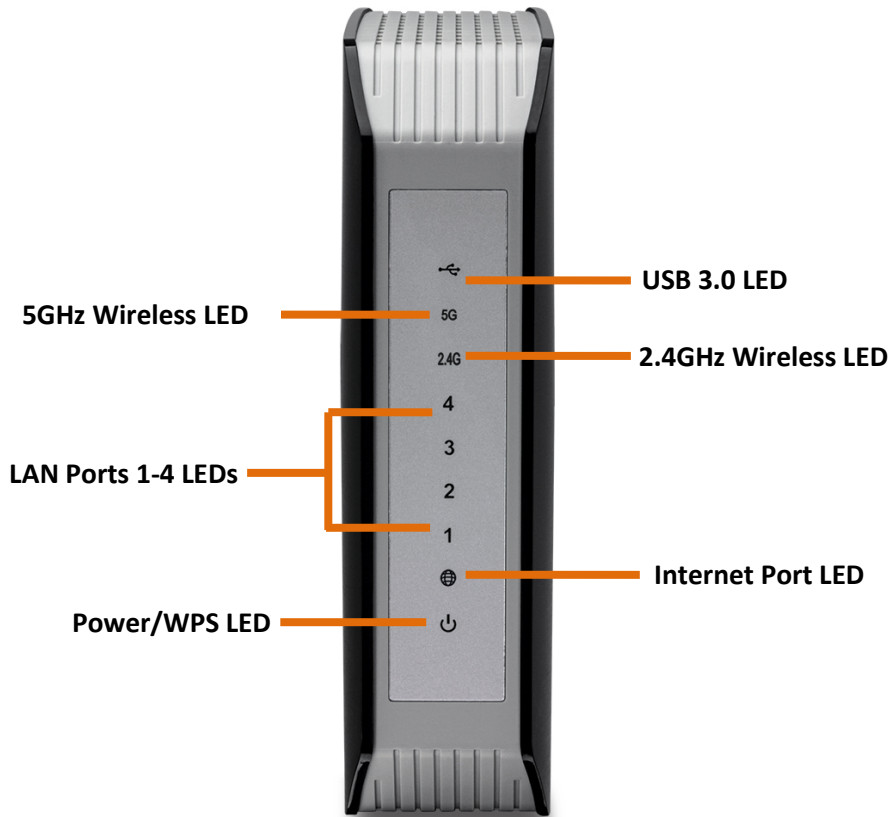 USB 3.0 LED
5GHz Wireless LED
5G
2.4G
2.4GHz Wireless LED
4
3
LAN Ports 1-4 LEDs
2
1
Internet Port LED
Power/WPS LED